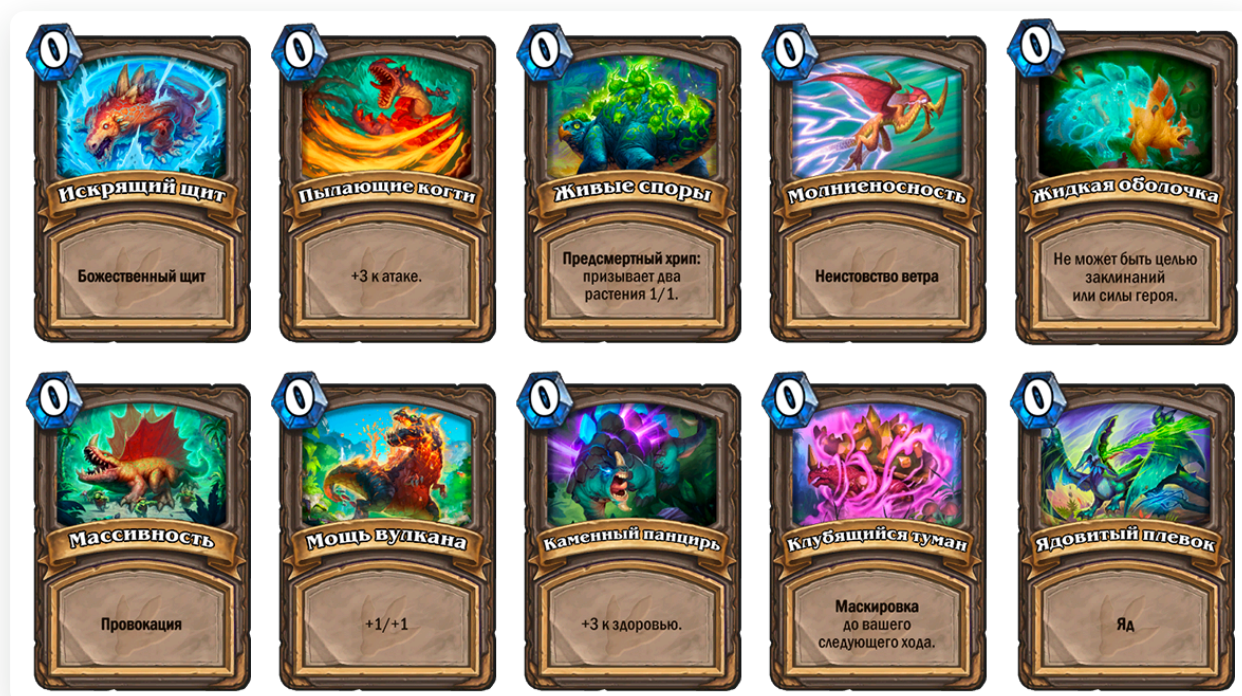 0
Искрящий щит
Божественный щит
0
Пылающие когти
+3 к атаке.
0
Живые споры
Предсмертный хрип:
призывает два
растения 1/1.
0
Молниеносность
Неистовство ветра
0
Жидкая оболочка
Не может быть целью
заклинаний
или силы героя.
0
Массивность
Провокация
0
Мощь вулкана
+1/+1
0
Каменный панцирь
+3 к здоровью.
0
Клубящийся туман
Маскировка
до вашего
следующего хода.
0
Ядовитый плевок
Яд